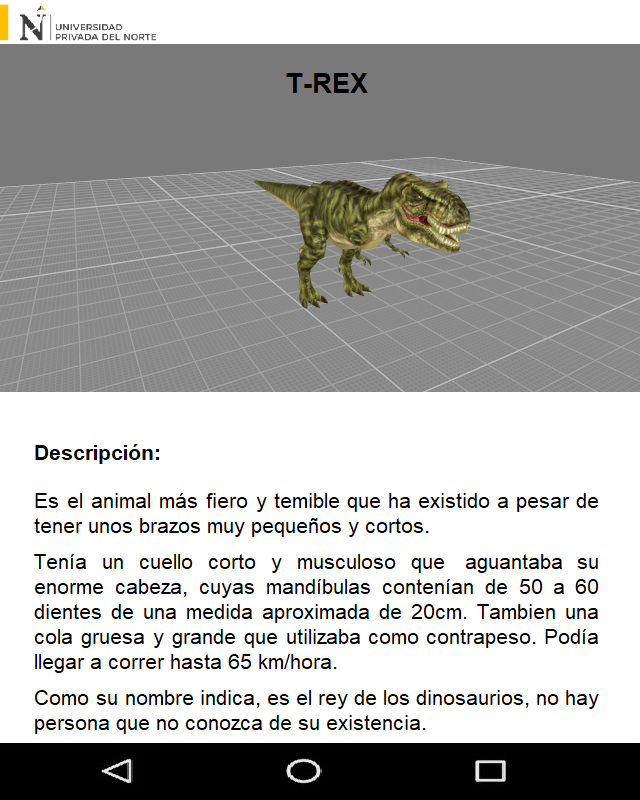 UNIVERSIDAD
PRIVADA DEL NORTE
T-REX
Descripción:
Es el animal más fiero y temible que ha existido a pesar de
tener unos brazos muy pequeños y cortos.
Tenía un cuello corto y musculoso que aguantaba su
enorme cabeza, cuyas mandíbulas contenían de 50 a 60
dientes de una medida aproximada de 20cm. Tambien una
cola gruesa y grande que utilizaba como contrapeso. Podía
llegar a correr hasta 65 km/hora.
Como su nombre indica, es el rey de los dinosaurios, no hay
persona que no conozca de su existencia.